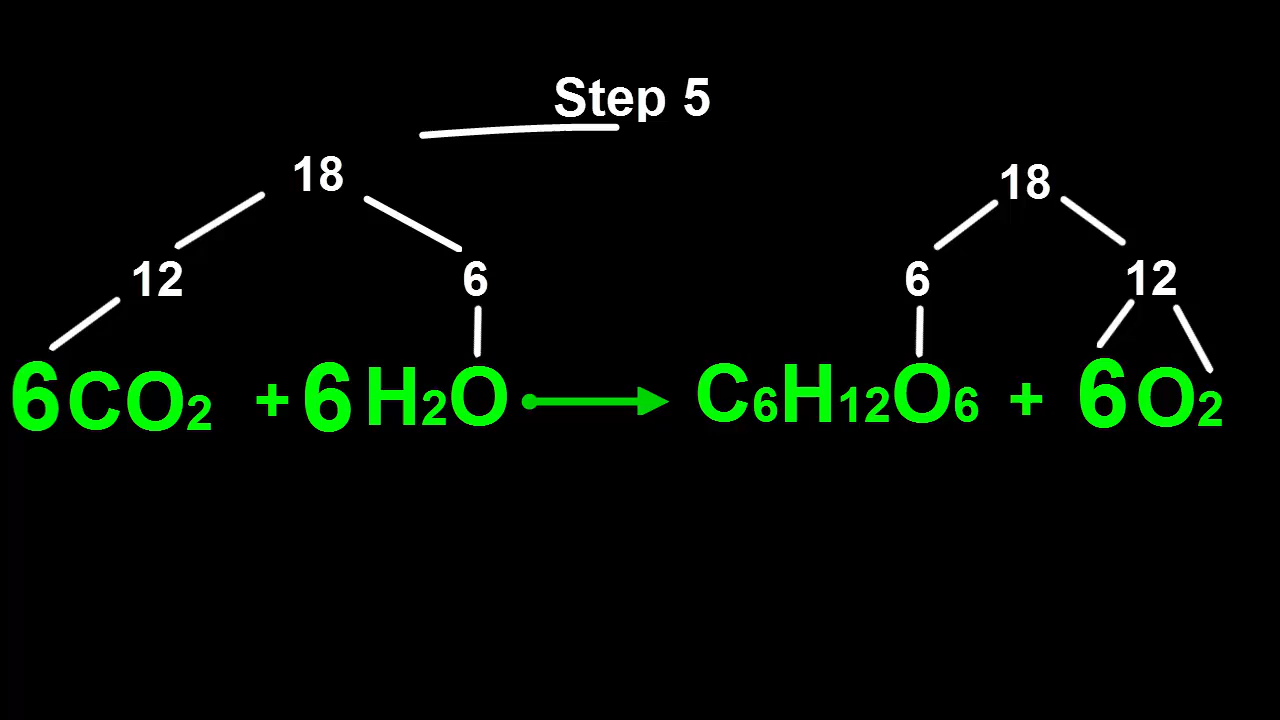 Step 5
18 18
12 6 6 12
6CO₂ + 6H₂O → C₆H₁₂O₆ + 6O₂